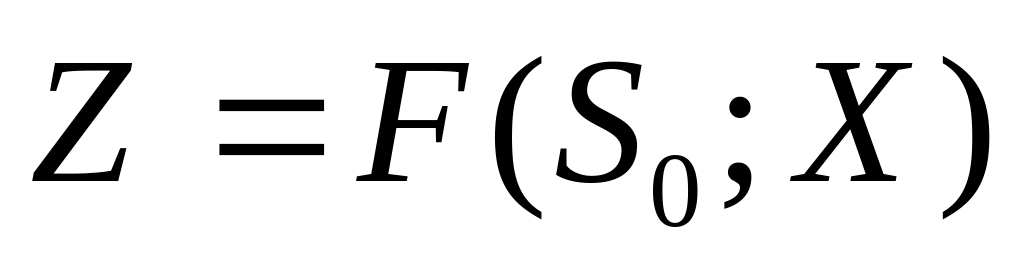 Z = F(S₀; X)